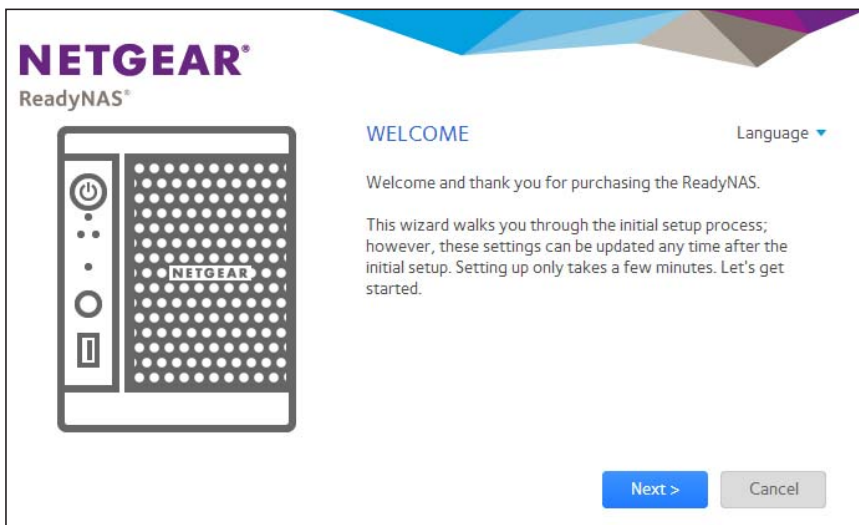 NETGEAR®
ReadyNAS®
NETGEAR
WELCOME
Language
Welcome and thank you for purchasing the ReadyNAS.
This wizard walks you through the initial setup process;
however, these settings can be updated any time after the
initial setup. Setting up only takes a few minutes. Let's get
started.
Next >
Cancel